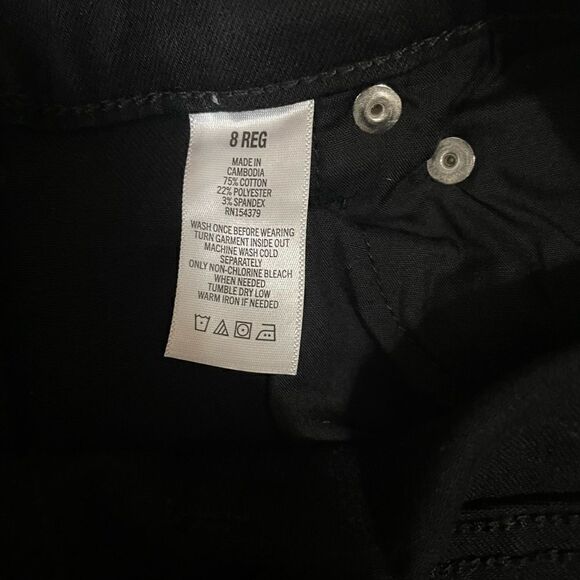 8 REG
MADE IN
CAMBODIA
75% COTTON
22% POLYESTER
3% SPANDEX
RN154379
WASH ONCE BEFORE WEARING
TURN GARMENT INSIDE OUT
MACHINE WASH COLD
SEPARATELY
ONLY NON-CHLORINE BLEACH
WHEN NEEDED
TUMBLE DRY LOW
WARM IRON IF NEEDED